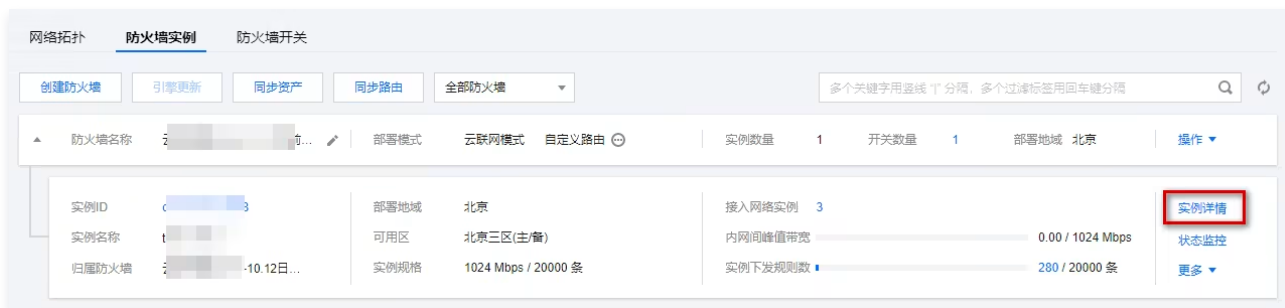 网络拓扑 防火墙实例 防火墙开关
创建防火墙 引擎更新 同步资产 同步路由 全部防火墙 多个关键字用竖线 "|" 分隔，多个过滤标签用回车键分隔
防火墙名称 部署模式 云联网模式 自定义路由 实例数量 1 开关数量 1 部署地域 北京 操作
实例ID 部署地域 北京 接入网络实例 3 实例详情
实例名称 可用区 北京三区(主/备) 内网间峰值带宽 0.00 / 1024 Mbps 状态监控
归属防火墙 -10.12日... 实例规格 1024 Mbps / 20000 条 实例下发规则数 280 / 20000 条 更多